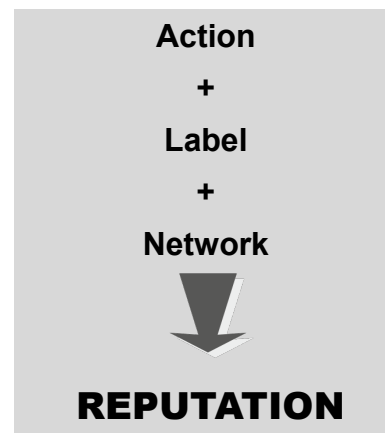 Action
+
Label
+
Network
REPUTATION